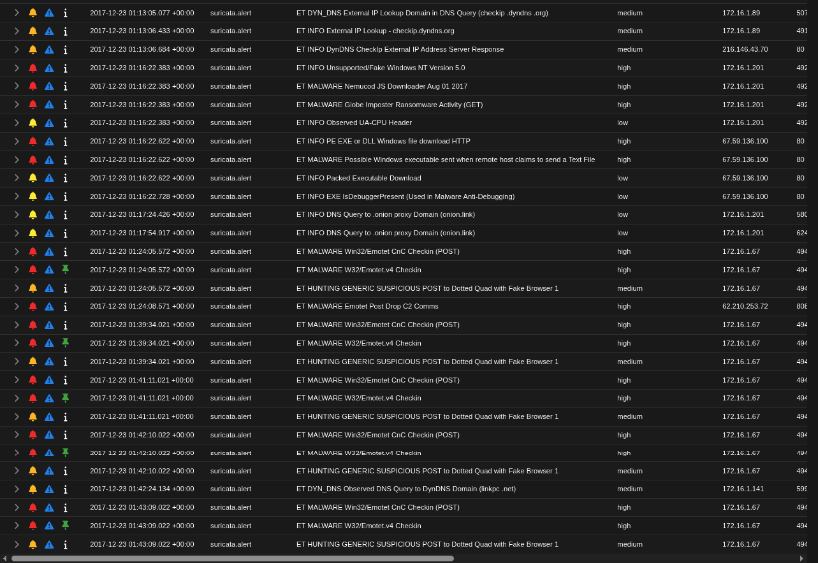 2017-12-23 01:13:05.077 +00:00 suricata.alert ET DYN_DNS External IP Lookup Domain in DNS Query (checkip .dyndns .org) medium 172.16.1.89 507
2017-12-23 01:13:06.433 +00:00 suricata.alert ET INFO External IP Lookup - checkip.dyndns.org medium 172.16.1.89 491
2017-12-23 01:13:06.684 +00:00 suricata.alert ET INFO DynDNS CheckIp External IP Address Server Response medium 216.146.43.70 80
2017-12-23 01:16:22.383 +00:00 suricata.alert ET INFO Unsupported/Fake Windows NT Version 5.0 high 172.16.1.201 492
2017-12-23 01:16:22.383 +00:00 suricata.alert ET MALWARE Nemucod JS Downloader Aug 01 2017 high 172.16.1.201 492
2017-12-23 01:16:22.383 +00:00 suricata.alert ET MALWARE Globe Imposter Ransomware Activity (GET) high 172.16.1.201 492
2017-12-23 01:16:22.383 +00:00 suricata.alert ET INFO Observed UA-CPU Header low 172.16.1.201 492
2017-12-23 01:16:22.622 +00:00 suricata.alert ET INFO PE EXE or DLL Windows file download HTTP high 67.59.136.100 80
2017-12-23 01:16:22.622 +00:00 suricata.alert ET MALWARE Possible Windows executable sent when remote host claims to send a Text File high 67.59.136.100 80
2017-12-23 01:16:22.622 +00:00 suricata.alert ET INFO Packed Executable Download low 67.59.136.100 80
2017-12-23 01:16:22.728 +00:00 suricata.alert ET INFO EXE IsDebuggerPresent (Used in Malware Anti-Debugging) low 67.59.136.100 80
2017-12-23 01:17:24.426 +00:00 suricata.alert ET INFO DNS Query to .onion proxy Domain (onion.link) low 172.16.1.201 580
2017-12-23 01:17:54.917 +00:00 suricata.alert ET INFO DNS Query to .onion proxy Domain (onion.link) low 172.16.1.201 624
2017-12-23 01:24:05.572 +00:00 suricata.alert ET MALWARE Win32/Emotet CnC Checkin (POST) high 172.16.1.67 494
2017-12-23 01:24:05.572 +00:00 suricata.alert ET MALWARE W32/Emotet.v4 Checkin high 172.16.1.67 494
2017-12-23 01:24:05.572 +00:00 suricata.alert ET HUNTING GENERIC SUSPICIOUS POST to Dotted Quad with Fake Browser 1 medium 172.16.1.67 494
2017-12-23 01:24:08.571 +00:00 suricata.alert ET MALWARE Emotet Post Drop C2 Comms high 62.210.253.72 808
2017-12-23 01:39:34.021 +00:00 suricata.alert ET MALWARE Win32/Emotet CnC Checkin (POST) high 172.16.1.67 494
2017-12-23 01:39:34.021 +00:00 suricata.alert ET MALWARE W32/Emotet.v4 Checkin high 172.16.1.67 494
2017-12-23 01:39:34.021 +00:00 suricata.alert ET HUNTING GENERIC SUSPICIOUS POST to Dotted Quad with Fake Browser 1 medium 172.16.1.67 494
2017-12-23 01:41:11.021 +00:00 suricata.alert ET MALWARE Win32/Emotet CnC Checkin (POST) high 172.16.1.67 494
2017-12-23 01:41:11.021 +00:00 suricata.alert ET MALWARE W32/Emotet.v4 Checkin high 172.16.1.67 494
2017-12-23 01:41:11.021 +00:00 suricata.alert ET HUNTING GENERIC SUSPICIOUS POST to Dotted Quad with Fake Browser 1 medium 172.16.1.67 494
2017-12-23 01:42:10.022 +00:00 suricata.alert ET MALWARE Win32/Emotet CnC Checkin (POST) high 172.16.1.67 494
2017-12-23 01:42:10.022 +00:00 suricata.alert ET MALWARE W32/Emotet.v4 Checkin high 172.16.1.67 494
2017-12-23 01:42:10.022 +00:00 suricata.alert ET HUNTING GENERIC SUSPICIOUS POST to Dotted Quad with Fake Browser 1 medium 172.16.1.67 494
2017-12-23 01:42:24.134 +00:00 suricata.alert ET DYN_DNS Observed DNS Query to DynDNS Domain (linkpc .net) medium 172.16.1.141 599
2017-12-23 01:43:09.022 +00:00 suricata.alert ET MALWARE Win32/Emotet CnC Checkin (POST) high 172.16.1.67 494
2017-12-23 01:43:09.022 +00:00 suricata.alert ET MALWARE W32/Emotet.v4 Checkin high 172.16.1.67 494
2017-12-23 01:43:09.022 +00:00 suricata.alert ET HUNTING GENERIC SUSPICIOUS POST to Dotted Quad with Fake Browser 1 medium 172.16.1.67 494